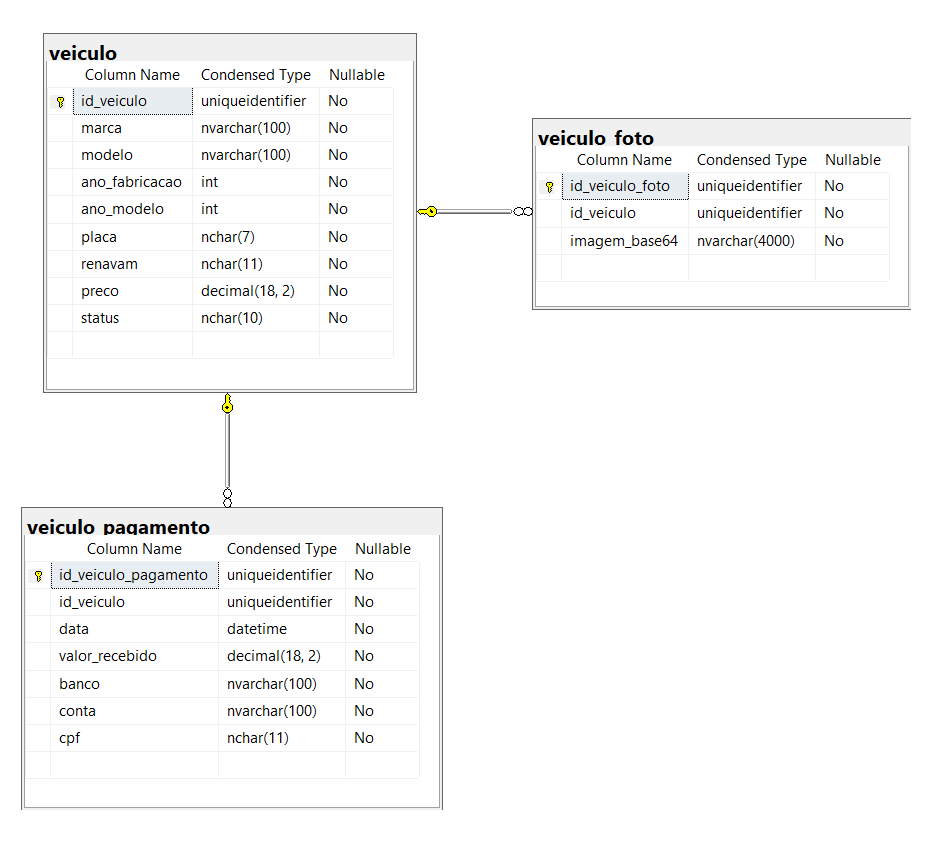 veiculo
Column Name Condensed Type Nullable
id_veiculo uniqueidentifier No
marca nvarchar(100) No
modelo nvarchar(100) No
ano_fabricacao int No
ano_modelo int No
placa nchar(7) No
renavam nchar(11) No
preco decimal(18, 2) No
status nchar(10) No
veiculo_foto
Column Name Condensed Type Nullable
id_veiculo_foto uniqueidentifier No
id_veiculo uniqueidentifier No
imagem_base64 nvarchar(4000) No
veiculo_pagamento
Column Name Condensed Type Nullable
id_veiculo_pagamento uniqueidentifier No
id_veiculo uniqueidentifier No
data datetime No
valor_recebido decimal(18, 2) No
banco nvarchar(100) No
conta nvarchar(100) No
cpf nchar(11) No